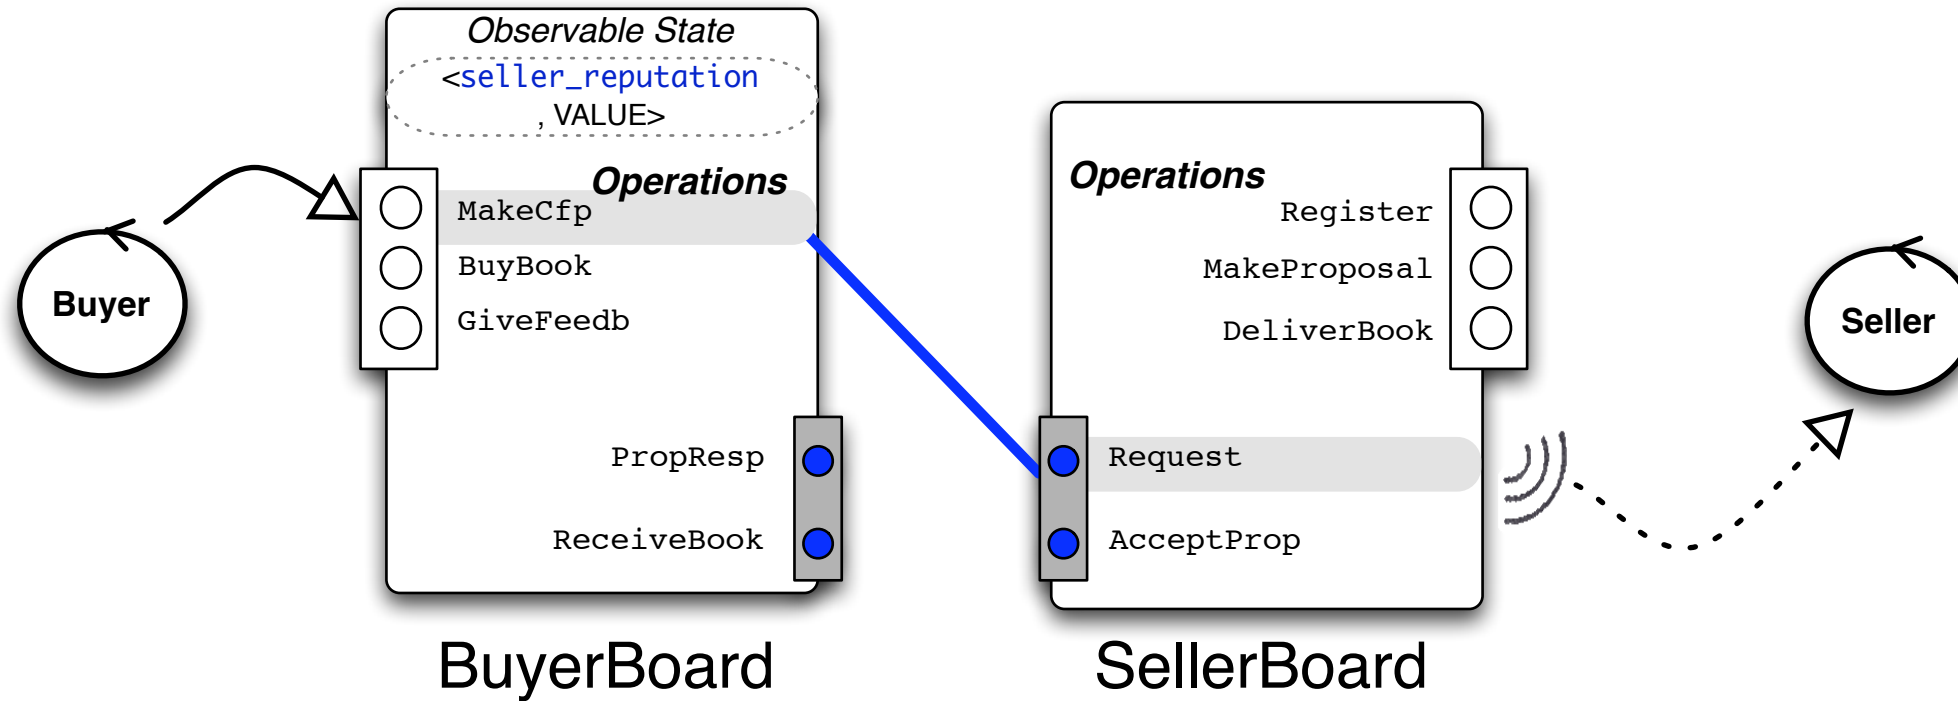 Observable State
<seller_reputation
, VALUE>
Operations
MakeCfp
BuyBook
GiveFeedb
PropResp
ReceiveBook
Buyer
BuyerBoard
Operations
Register
MakeProposal
DeliverBook
Request
AcceptProp
Seller
SellerBoard